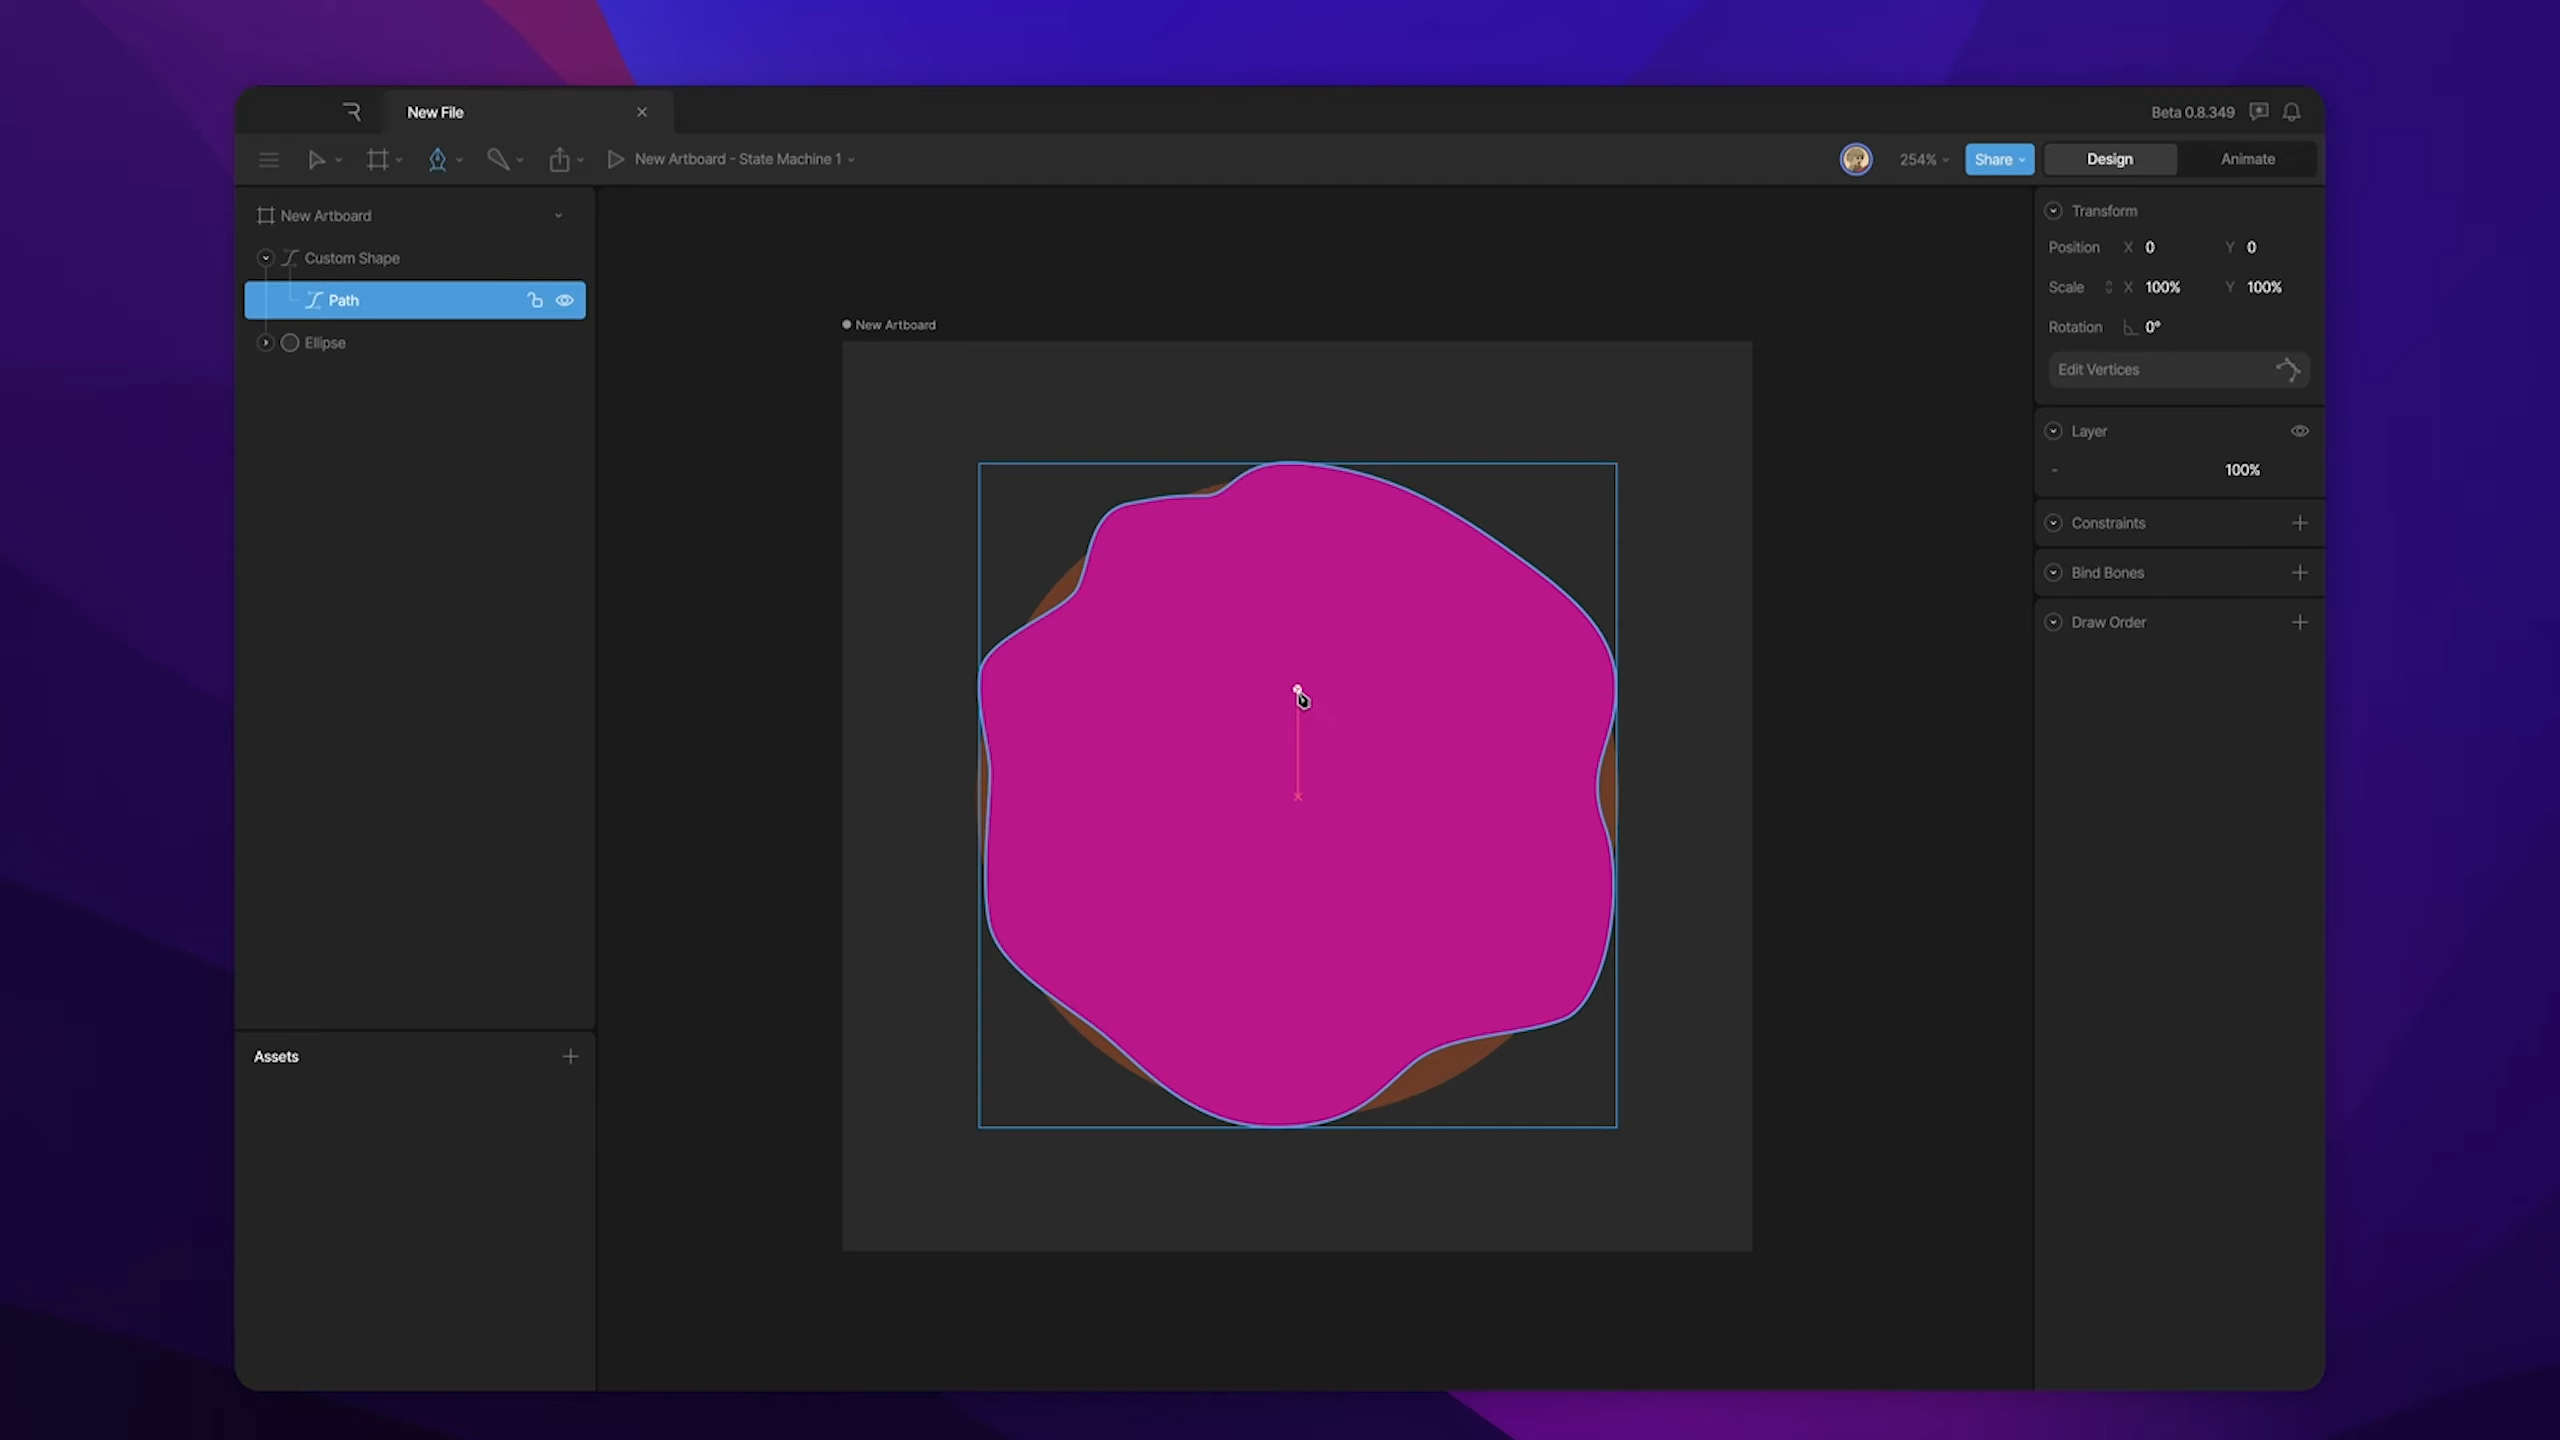 New File
Beta 0.8.349
New Artboard - State Machine 1
254%
Share
Design
Animate
New Artboard
Custom Shape
Path
Ellipse
Assets
New Artboard
Transform
Position X 0 Y 0
Scale X 100% Y 100%
Rotation 0°
Edit Vertices
Layer
- 100%
Constraints
Bind Bones
Draw Order